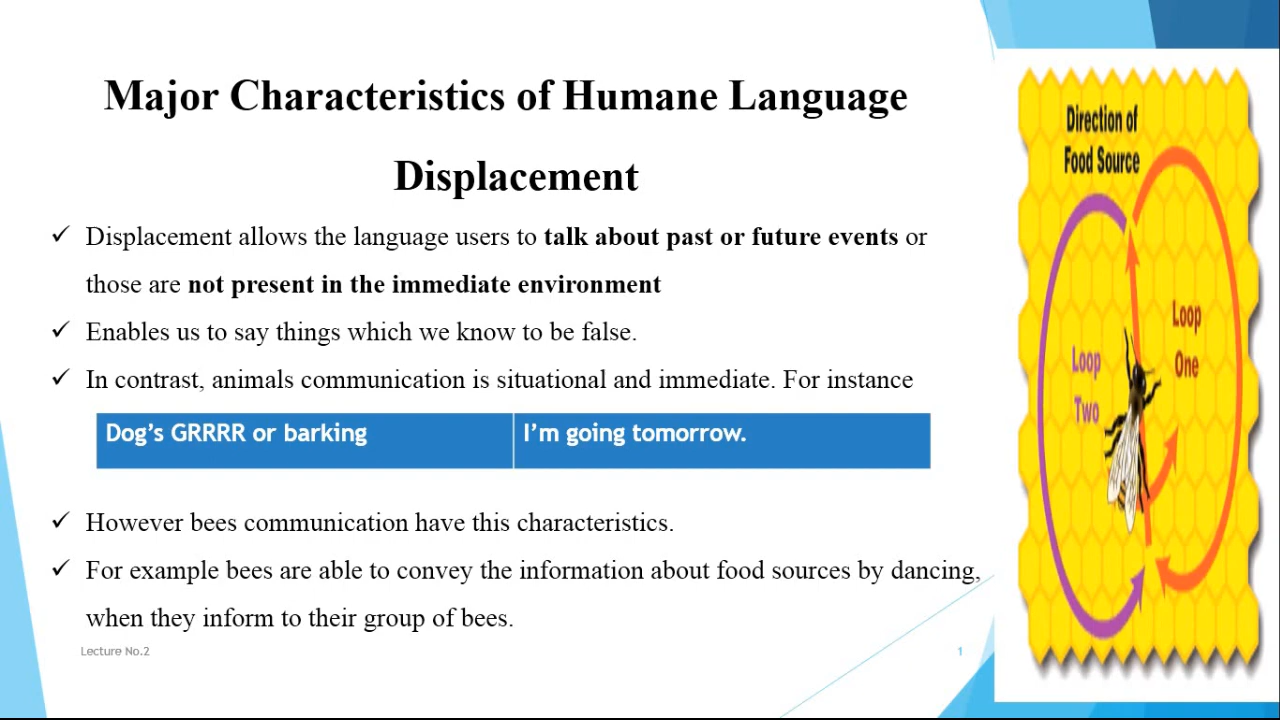 Major Characteristics of Humane Language
Displacement
✓ Displacement allows the language users to talk about past or future events or
those are not present in the immediate environment
✓ Enables us to say things which we know to be false.
✓ In contrast, animals communication is situational and immediate. For instance
Dog's GRRRR or barking
I'm going tomorrow.
✓ However bees communication have this characteristics.
✓ For example bees are able to convey the information about food sources by dancing,
when they inform to their group of bees.
Lecture No.2
1
Direction of
Food Source
Loop
One
Loop
Two